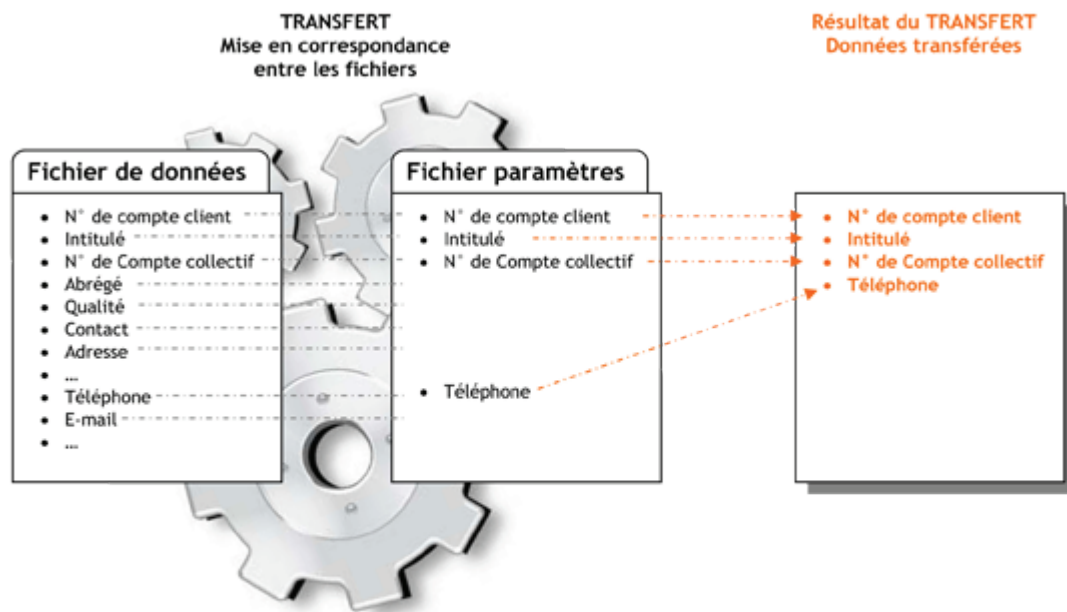 TRANSFERT
Mise en correspondance
entre les fichiers
Résultat du TRANSFERT
Données transférées
Fichier de données
• N° de compte client
• Intitulé
• N° de Compte collectif
• Abrégé
• Qualité
• Contact
• Adresse
• ...
• Téléphone
• E-mail
• ...
Fichier paramètres
• N° de compte client
• Intitulé
• N° de Compte collectif
• Téléphone
• N° de compte client
• Intitulé
• N° de Compte collectif
• Téléphone